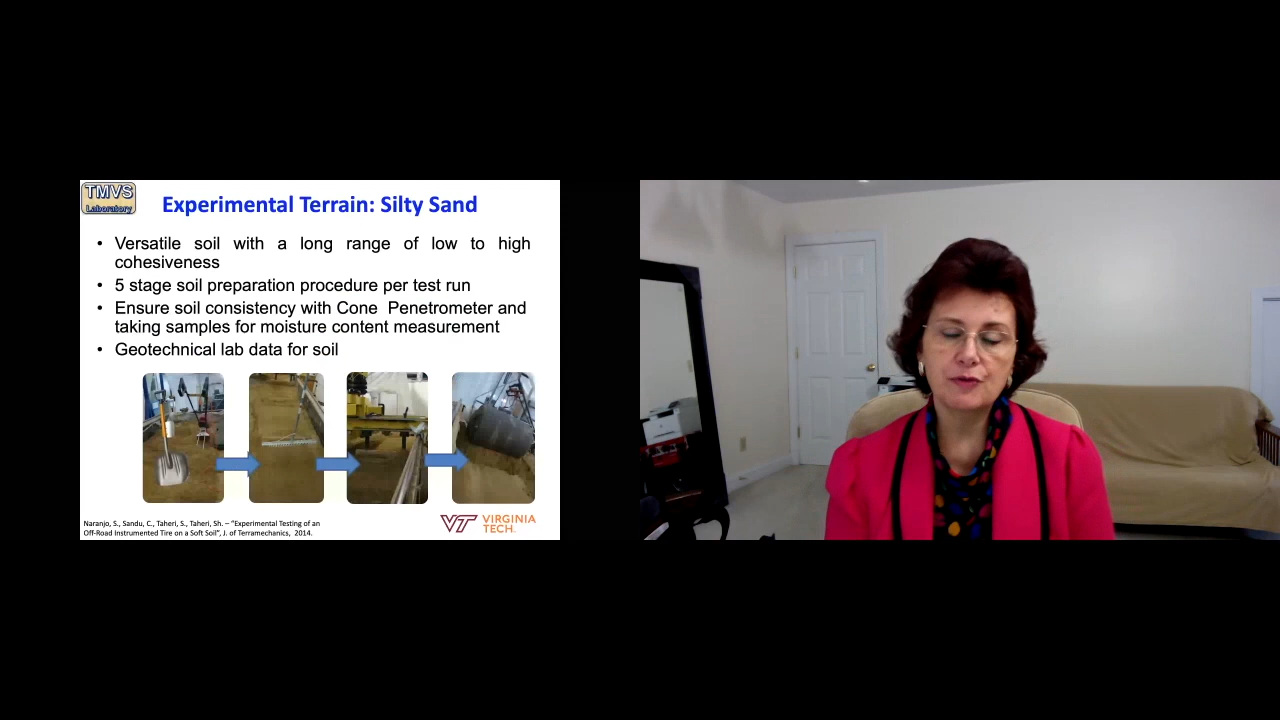 TMVS
Laboratory
Experimental Terrain: Silty Sand
• Versatile soil with a long range of low to high
cohesiveness
• 5 stage soil preparation procedure per test run
• Ensure soil consistency with Cone Penetrometer and
taking samples for moisture content measurement
• Geotechnical lab data for soil
Naranjo, S., Sandu, C., Taheri, S., Taheri, Sh. – "Experimental Testing of an
Off-Road Instrumented Tire on a Soft Soil", J. of Terramechanics, 2014.
VT VIRGINIA
TECH.